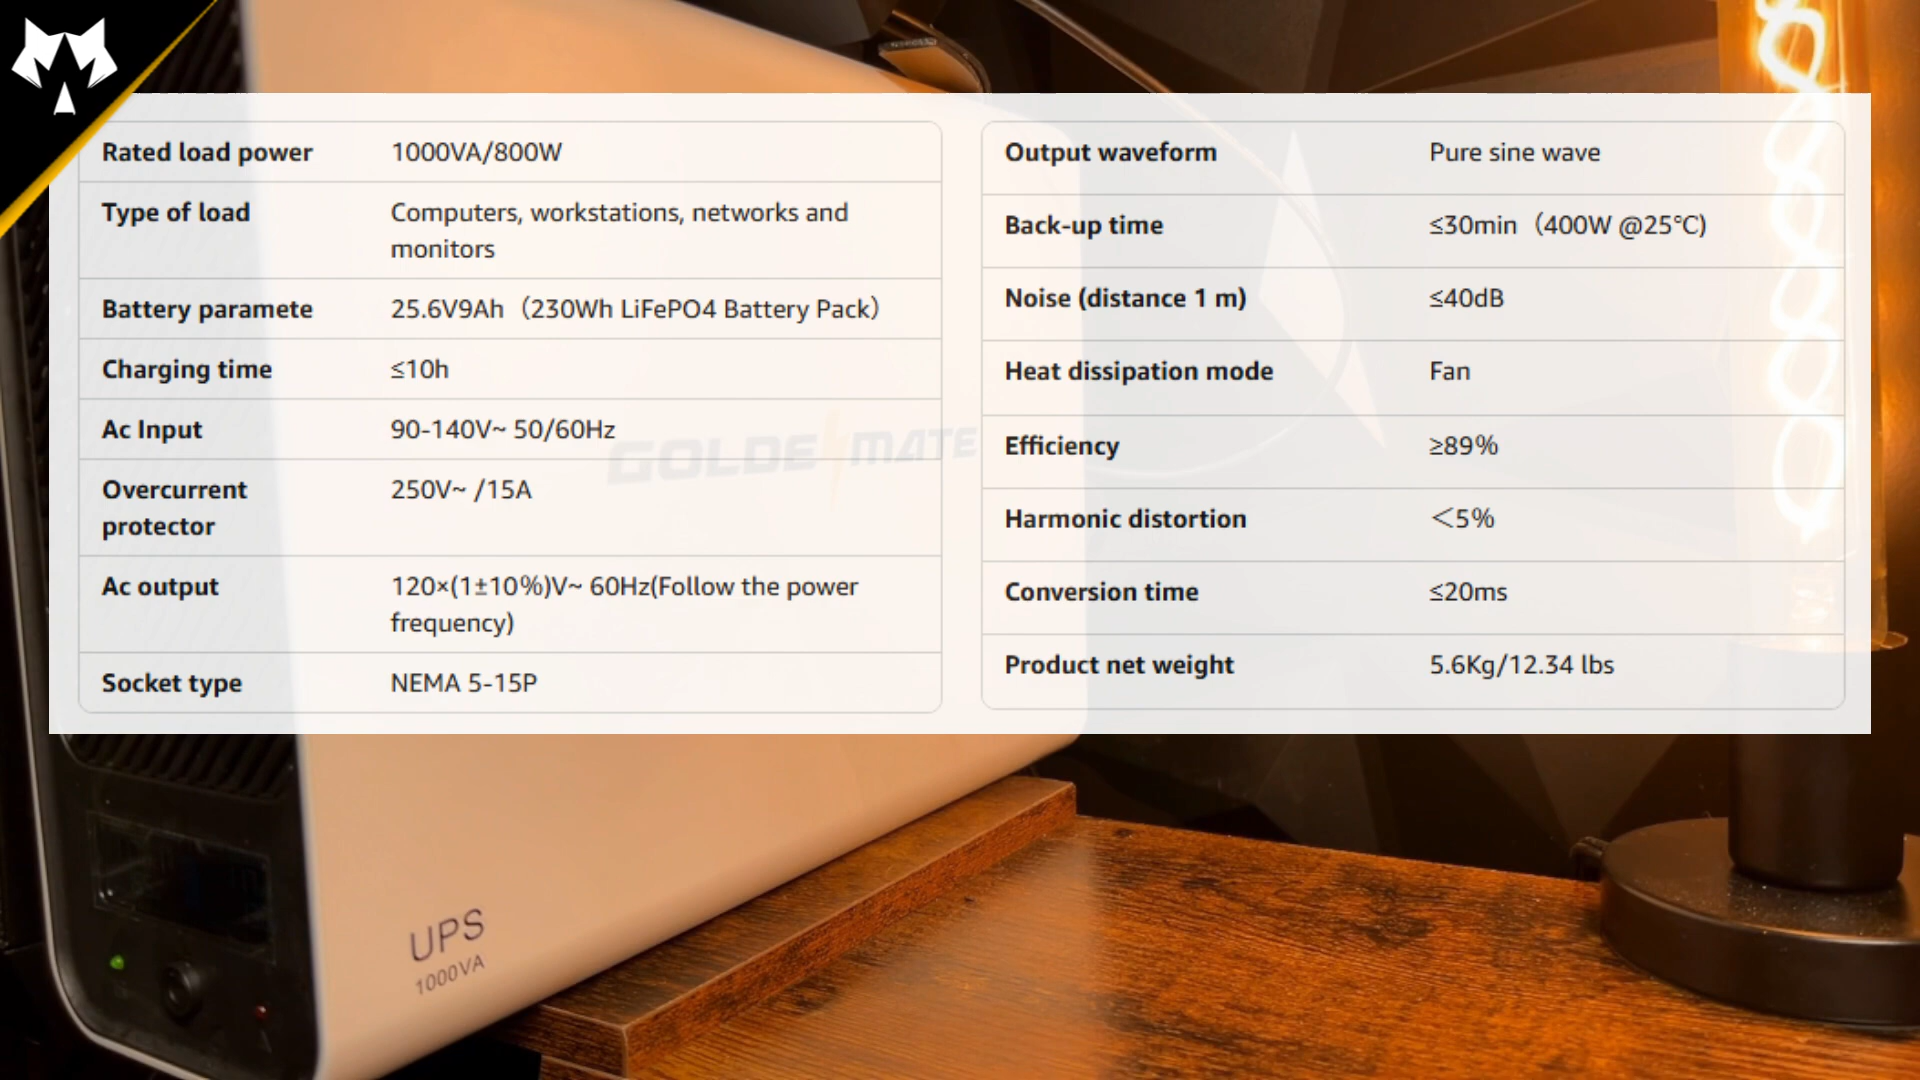 Rated load power 1000VA/800W
Type of load Computers, workstations, networks and
monitors
Battery paramete 25.6V9Ah（230Wh LiFePO4 Battery Pack）
Charging time ≤10h
Ac Input 90-140V~ 50/60Hz
Overcurrent 250V~ /15A
protector
Ac output 120×(1±10%)V~ 60Hz(Follow the power
frequency)
Socket type NEMA 5-15P
GOLDE MATE
Output waveform Pure sine wave
Back-up time ≤30min（400W @25℃)
Noise (distance 1 m) ≤40dB
Heat dissipation mode Fan
Efficiency ≥89%
Harmonic distortion ＜5%
Conversion time ≤20ms
Product net weight 5.6Kg/12.34 lbs
UPS
1000VA